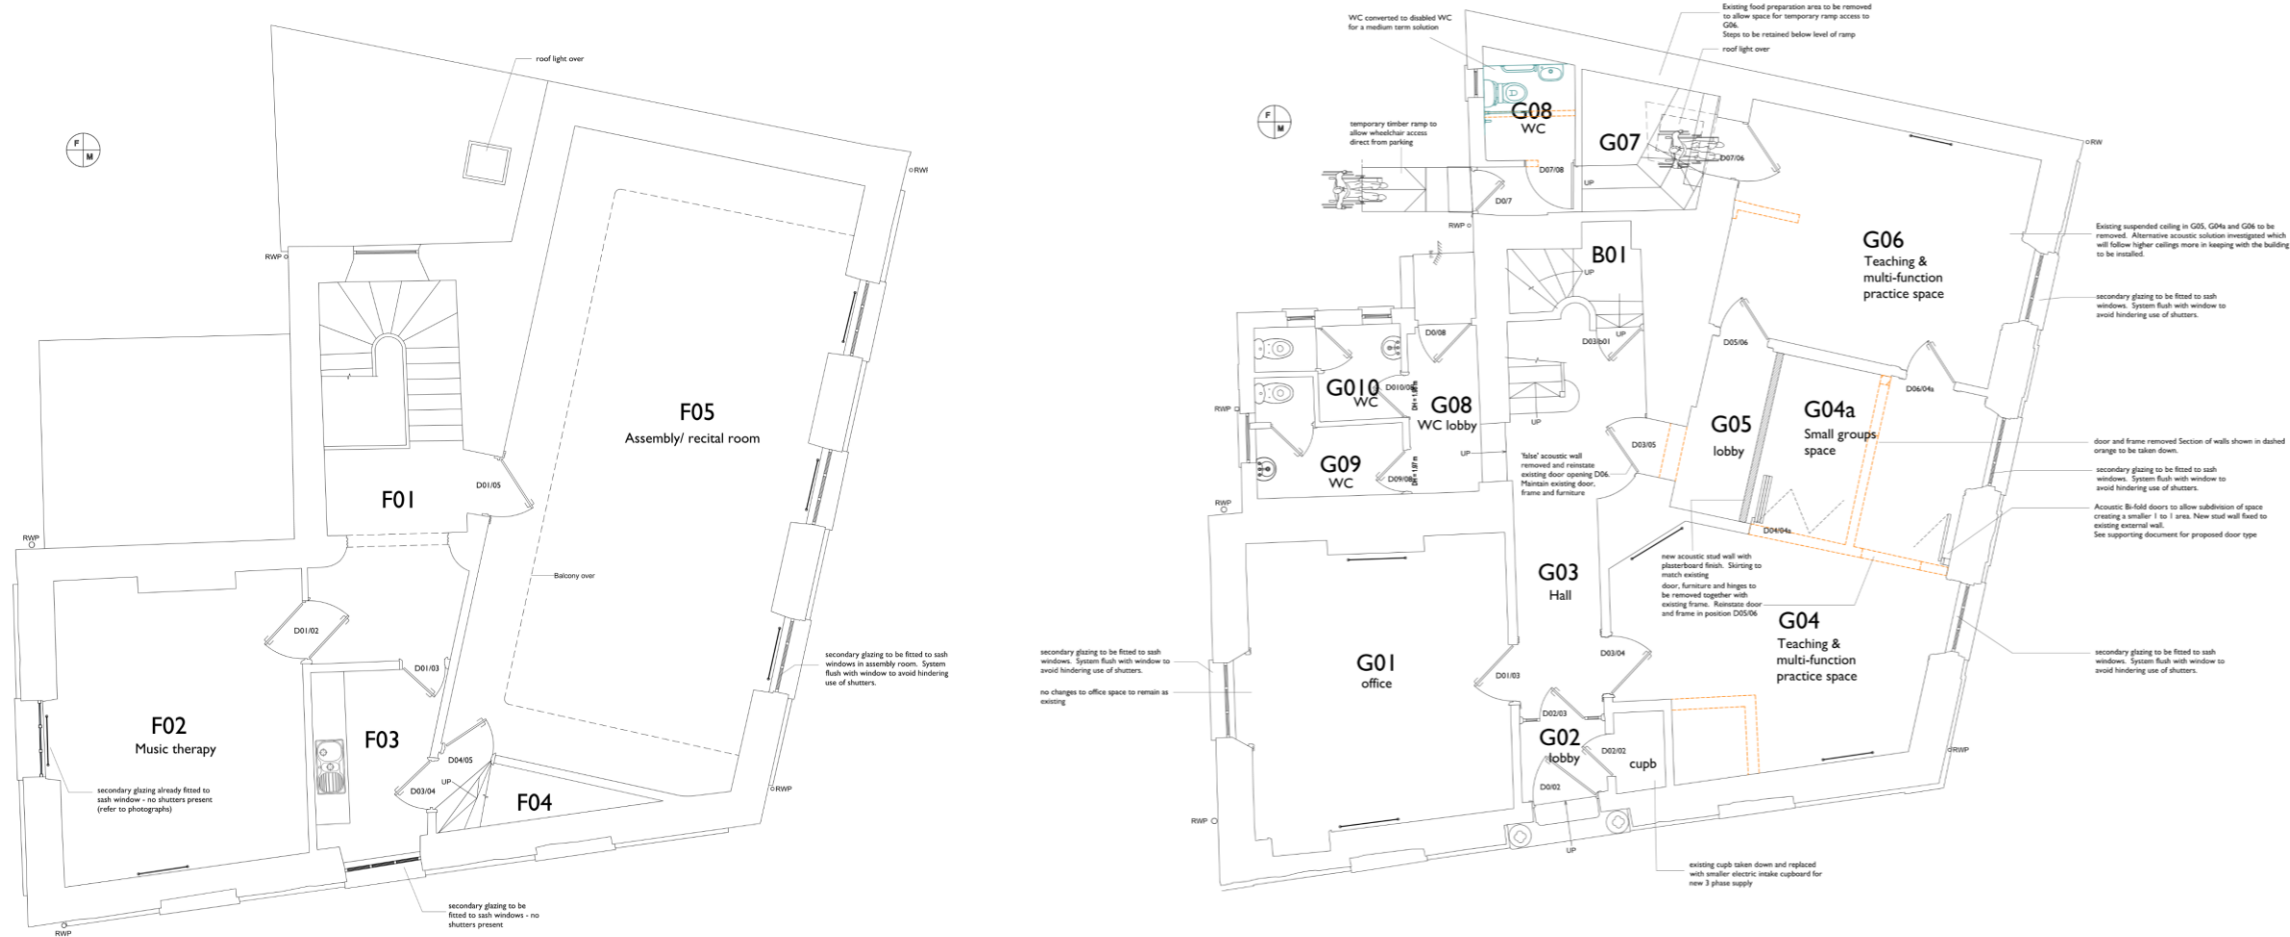 roof light over
F
M
RWP
RWP
RWP
RWP
F01
D01/05
F05
Assembly/ recital room
Balcony over
D01/02
D01/03
F02
Music therapy
F03
D04/05
UP
D03/04
F04
secondary glazing to be fitted to sash
windows in assembly room. System
flush with window to avoid hindering
use of shutters.
secondary glazing already fitted to
sash window - no shutters present
(refer to photographs)
secondary glazing to be
fitted to sash windows - no
shutters present
WC converted to disabled WC
for a medium term solution
Existing food preparation area to be removed
to allow space for temporary ramp access to
G06.
Steps to be retained below level of ramp
roof light over
F
M
temporary timber ramp to
allow wheelchair access
direct from parking
G08
WC
G07
D07/08
UP
D07/06
D0/7
RWP
RW
B01
UP
UP
D03/b01
G06
Teaching &
multi-function
practice space
Existing suspended ceiling in G05, G04a and G06 to be
removed. Alternative acoustic solution investigated which
will follow higher ceilings more in keeping with the building
to be installed.
secondary glazing to be fitted to sash
windows. System flush with window to
avoid hindering use of shutters.
D0/08
D05/06
D06/04a
G010
WC
D010/08
G08
WC lobby
RWP
UP
UP
G09
WC
D09/08
RWP
D03/05
G05
lobby
G04a
Small groups
space
'false' acoustic wall
removed and reinstate
existing door opening D06.
Maintain existing door,
frame and furniture
door and frame removed Section of walls shown in dashed
orange to be taken down.
secondary glazing to be fitted to sash
windows. System flush with window to
avoid hindering use of shutters.
Acoustic Bi-fold doors to allow subdivision of space
creating a smaller 1 to 1 area. New stud wall fixed to
existing external wall.
See supporting document for proposed door type
D04/04a
new acoustic stud wall with
plasterboard finish. Skirting to
match existing
door, furniture and hinges to
be removed together with
existing frame. Reinstate door
and frame in position D05/06
G03
Hall
G04
Teaching &
multi-function
practice space
G01
office
D01/03
D03/04
D02/03
G02
lobby
D02/02
cupb
D0/02
UP
RWP
RWP
secondary glazing to be fitted to sash
windows. System flush with window to
avoid hindering use of shutters.
no changes to office space to remain as
existing
secondary glazing to be fitted to sash
windows. System flush with window to
avoid hindering use of shutters.
existing cupb taken down and replaced
with smaller electric intake cupboard for
new 3 phase supply